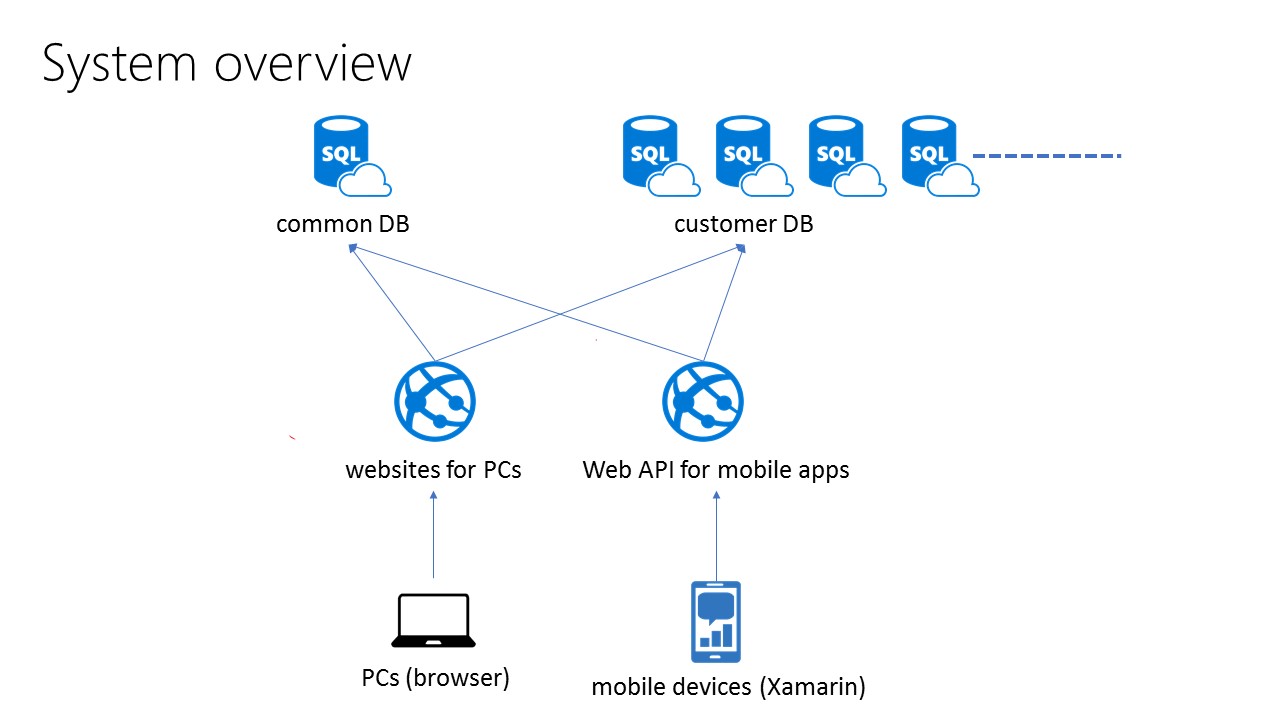 System overview
SQL
SQL
SQL
SQL
SQL
common DB
customer DB
websites for PCs
Web API for mobile apps
PCs (browser)
mobile devices (Xamarin)